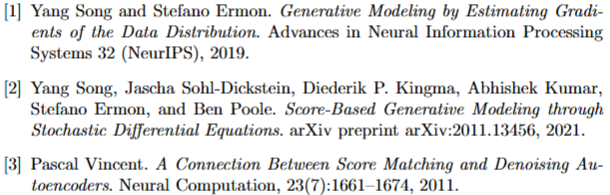 [1] Yang Song and Stefano Ermon. Generative Modeling by Estimating Gradi-
ents of the Data Distribution. Advances in Neural Information Processing
Systems 32 (NeurIPS), 2019.
[2] Yang Song, Jascha Sohl-Dickstein, Diederik P. Kingma, Abhishek Kumar,
Stefano Ermon, and Ben Poole. Score-Based Generative Modeling through
Stochastic Differential Equations. arXiv preprint arXiv:2011.13456, 2021.
[3] Pascal Vincent. A Connection Between Score Matching and Denoising Au-
toencoders. Neural Computation, 23(7):1661–1674, 2011.